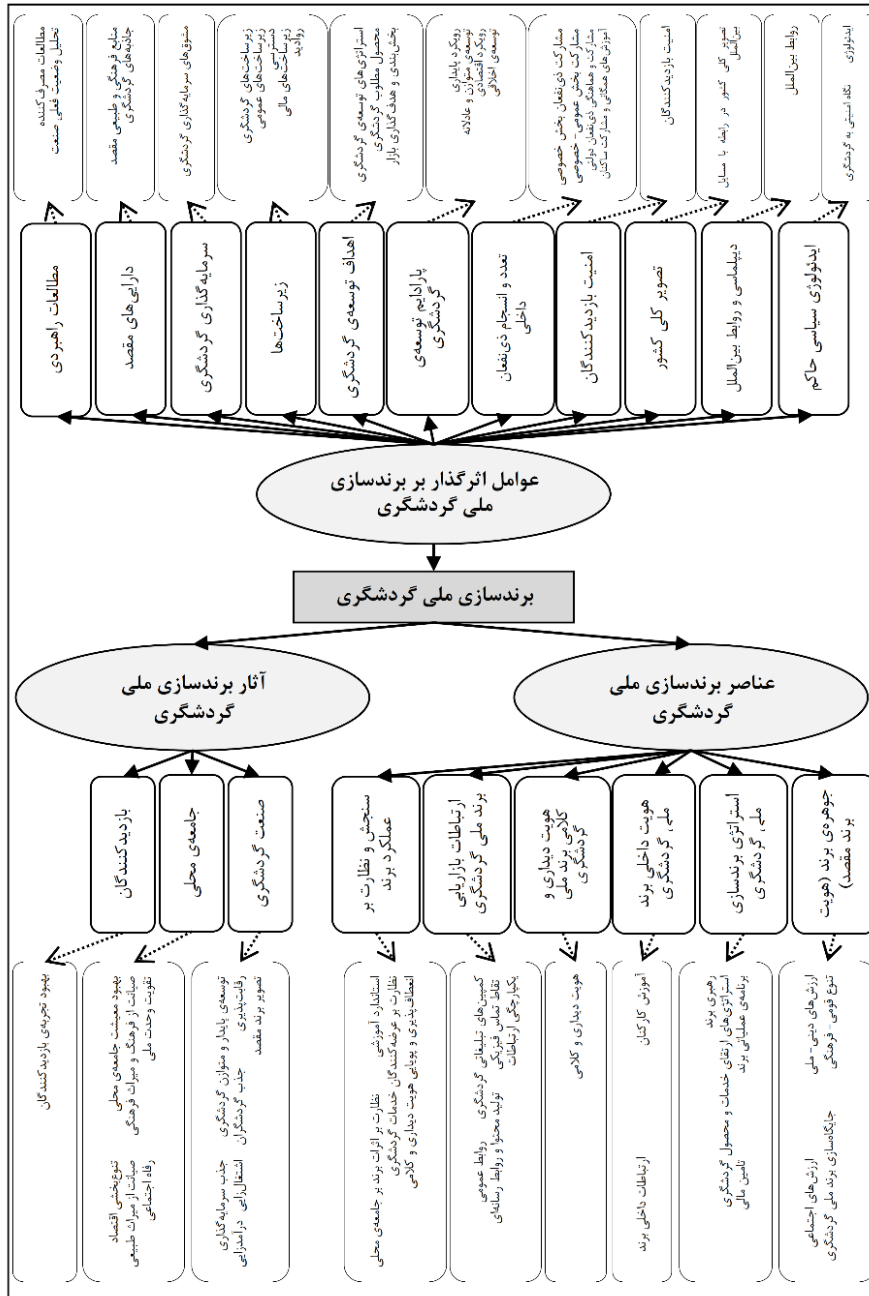 مطالعات مصرف‌کننده
تحلیل وضعیت فعلی صنعت
منابع فرهنگی و طبیعی مقصد
جاذبه‌های گردشگری
مشوق‌های سرمایه‌گذاری گردشگری
زیرساخت‌های گردشگری
زیرساخت‌های عمومی
دسترسی
زیرساخت‌های مالی
روادید
استراتژی‌های توسعه‌ی گردشگری
محصول مطلوب گردشگری
بخش‌بندی و هدف‌گذاری بازار
رویکرد پایداری
رویکرد اقتصادی
توسعه‌ی متوازن و عادلانه
توسعه‌ی اخلاقی
مشارکت ذی‌نفعان بخش خصوصی
مشارکت بخش عمومی- خصوصی
مشارکت و هماهنگی ذی‌نفعان دولتی
آموزش‌های همگانی و مشارکت ساکنان
امنیت بازدیدکنندگان
تصویر کلی کشور در رابطه با مسایل
بین‌الملل
روابط بین‌الملل
ایدئولوژی
نگاه امنیتی به گردشگری
مطالعات راهبردی
دارایی‌های
مقصد
سرمایه‌گذاری گردشگری
زیرساخت‌ها
اهداف توسعه‌ی گردشگری
پارادایم توسعه‌ی
گردشگری
تعدد و انسجام ذی‌نفعان
داخلی
امنیت بازدیدکنندگان
تصویر کلی کشور
دیپلماسی و روابط بین‌الملل
ایدئولوژی سیاسی حاکم
عوامل اثرگذار بر برندسازی
ملی گردشگری
برندسازی ملی گردشگری
آثار برندسازی ملی
گردشگری
عناصر برندسازی ملی
گردشگری
بازدیدکنندگان
جامعه‌ی محلی
صنعت گردشگری
سنجش و نظارت بر
عملکرد برند
ارتباطات بازاریابی
برند ملی گردشگری
هویت دیداری و
کلامی برند ملی
گردشگری
هویت داخلی برند
ملی گردشگری
استراتژی برندسازی
ملی گردشگری
جوهره‌ی برند (هویت
برند مقصد)
بهبود تجربه‌ی بازدیدکنندگان
بهبود معیشت جامعه‌ی محلی
صیانت از فرهنگ و میراث فرهنگی
تقویت وحدت ملی
تنوع‌بخشی اقتصاد
صیانت از میراث طبیعی
رفاه اجتماعی
تصویر برند مقصد
رقابت‌پذیری
توسعه‌ی پایدار و متوازن گردشگری
جذب گردشگران
جذب سرمایه‌گذاری
اشتغال‌زایی
درآمدزایی
استاندارد آموزشی
نظارت بر اثرات برند بر جامعه‌ی محلی
نظارت بر عرضه‌کنندگان خدمات گردشگری
انعطاف‌پذیری و پویایی هویت دیداری و کلامی
کمپین‌های تبلیغاتی گردشگری
روابط عمومی
نقاط تماس فیزیکی
تولید محتوا و روابط رسانه‌ای
یکپارچگی ارتباطات
هویت دیداری و کلامی
آموزش کارکنان
ارتباطات داخلی برند
رهبری برند
استراتژی‌های ارتقای خدمات و محصول گردشگری
برنامه‌ی عملیاتی برند
تامین مالی
ارزش‌های دینی -ملی
ارزش‌های اجتماعی
تنوع قومی- فرهنگی
جایگاه‌سازی برند ملی گردشگری